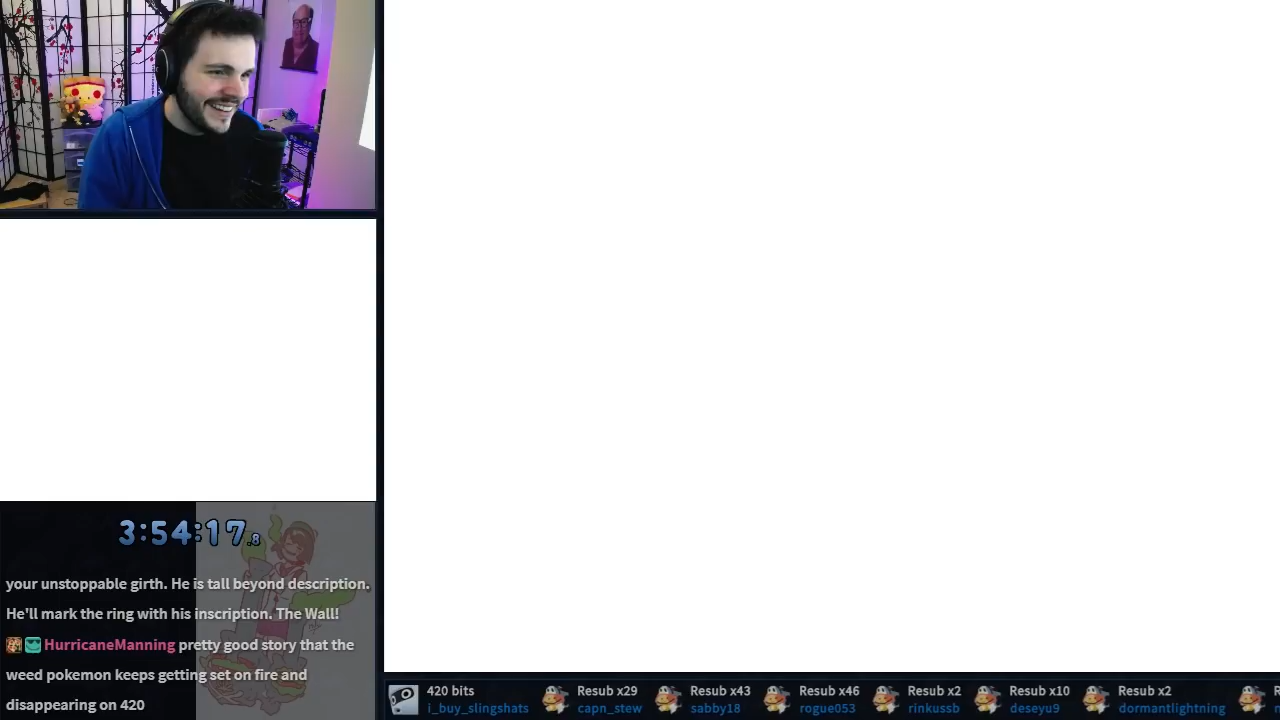 3:54:17.8
your unstoppable girth. He is tall beyond description.
He'll mark the ring with his inscription. The Wall!
HurricaneManning pretty good story that the
weed pokemon keeps getting set on fire and
disappearing on 420
420 bits
i_buy_slingshats
Resub x29
capn_stew
Resub x43
sabby18
Resub x46
rogue053
Resub x2
rinkussb
Resub x10
deseyu9
Resub x2
dormantlightning